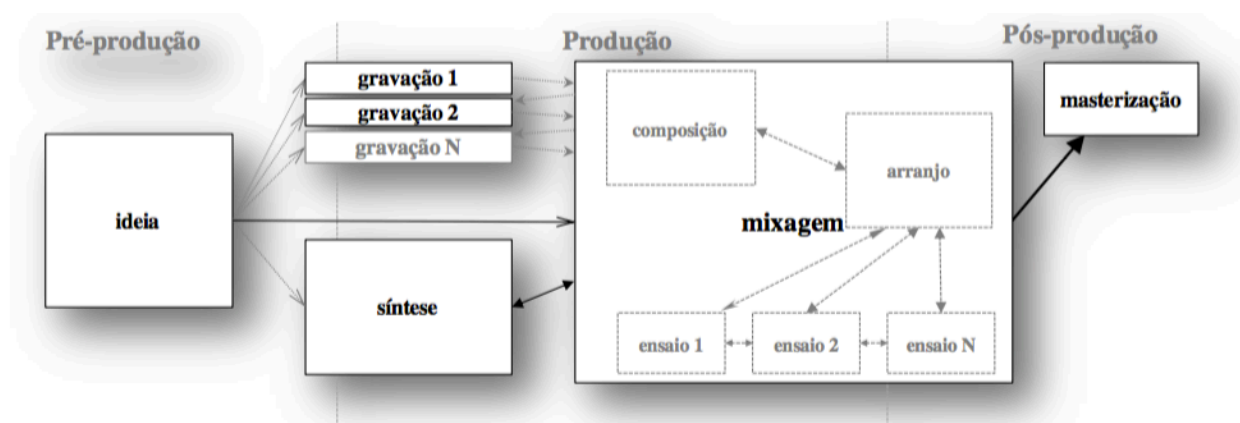 Pré-produção
Produção
Pós-produção
gravação 1
gravação 2
gravação N
ideia
síntese
composição
arranjo
mixagem
ensaio 1
ensaio 2
ensaio N
masterização